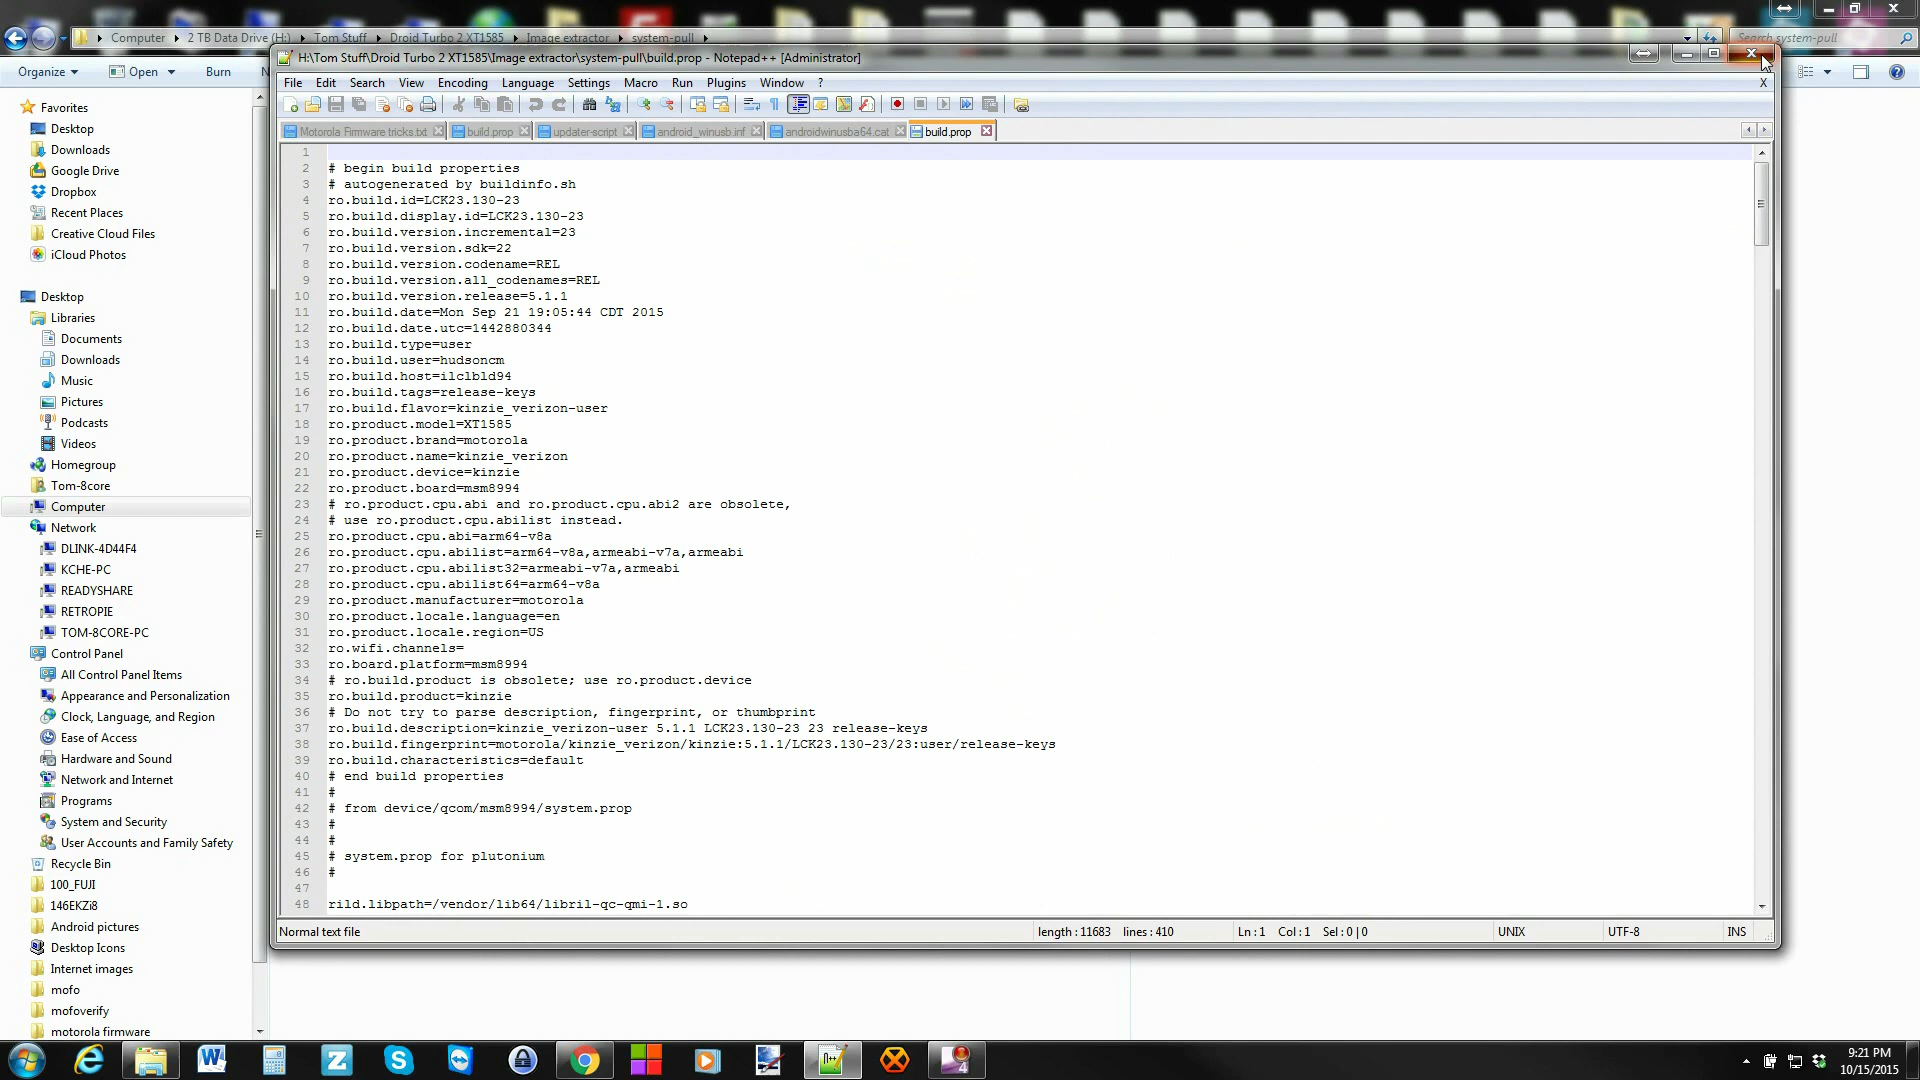 Computer 2 TB Data Drive (H:) Tom Stuff Droid Turbo 2 XT1585 Image extractor system-pull Search system-pull
H:\Tom Stuff\Droid Turbo 2 XT1585\Image extractor\system-pull\build.prop - Notepad++ [Administrator]
Organize Open Burn N
File Edit Search View Encoding Language Settings Macro Run Plugins Window ? X
Motorola Firmware tricks.txt build.prop updater-script android_winusb.inf androidwinusba64.cat build.prop
Favorites
Desktop
Downloads
Google Drive
Dropbox
Recent Places
Creative Cloud Files
iCloud Photos
Desktop
Libraries
Documents
Downloads
Music
Pictures
Podcasts
Videos
Homegroup
Tom-8core
Computer
Network
DLINK-4D44F4
KCHE-PC
READYSHARE
RETROPIE
TOM-8CORE-PC
Control Panel
All Control Panel Items
Appearance and Personalization
Clock, Language, and Region
Ease of Access
Hardware and Sound
Network and Internet
Programs
System and Security
User Accounts and Family Safety
Recycle Bin
100_FUJI
146EKZi8
Android pictures
Desktop Icons
Internet images
mofo
mofoverify
motorola firmware
1
2 # begin build properties
3 # autogenerated by buildinfo.sh
4 ro.build.id=LCK23.130-23
5 ro.build.display.id=LCK23.130-23
6 ro.build.version.incremental=23
7 ro.build.version.sdk=22
8 ro.build.version.codename=REL
9 ro.build.version.all_codenames=REL
10 ro.build.version.release=5.1.1
11 ro.build.date=Mon Sep 21 19:05:44 CDT 2015
12 ro.build.date.utc=1442880344
13 ro.build.type=user
14 ro.build.user=hudsoncm
15 ro.build.host=ilclbld94
16 ro.build.tags=release-keys
17 ro.build.flavor=kinzie_verizon-user
18 ro.product.model=XT1585
19 ro.product.brand=motorola
20 ro.product.name=kinzie_verizon
21 ro.product.device=kinzie
22 ro.product.board=msm8994
23 # ro.product.cpu.abi and ro.product.cpu.abi2 are obsolete,
24 # use ro.product.cpu.abilist instead.
25 ro.product.cpu.abi=arm64-v8a
26 ro.product.cpu.abilist=arm64-v8a,armeabi-v7a,armeabi
27 ro.product.cpu.abilist32=armeabi-v7a,armeabi
28 ro.product.cpu.abilist64=arm64-v8a
29 ro.product.manufacturer=motorola
30 ro.product.locale.language=en
31 ro.product.locale.region=US
32 ro.wifi.channels=
33 ro.board.platform=msm8994
34 # ro.build.product is obsolete; use ro.product.device
35 ro.build.product=kinzie
36 # Do not try to parse description, fingerprint, or thumbprint
37 ro.build.description=kinzie_verizon-user 5.1.1 LCK23.130-23 23 release-keys
38 ro.build.fingerprint=motorola/kinzie_verizon/kinzie:5.1.1/LCK23.130-23/23:user/release-keys
39 ro.build.characteristics=default
40 # end build properties
41 #
42 # from device/qcom/msm8994/system.prop
43 #
44 #
45 # system.prop for plutonium
46 #
47
48 rild.libpath=/vendor/lib64/libril-qc-qmi-1.so
Normal text file length : 11683 lines : 410 Ln : 1 Col : 1 Sel : 0 | 0 UNIX UTF-8 INS
9:21 PM
10/15/2015